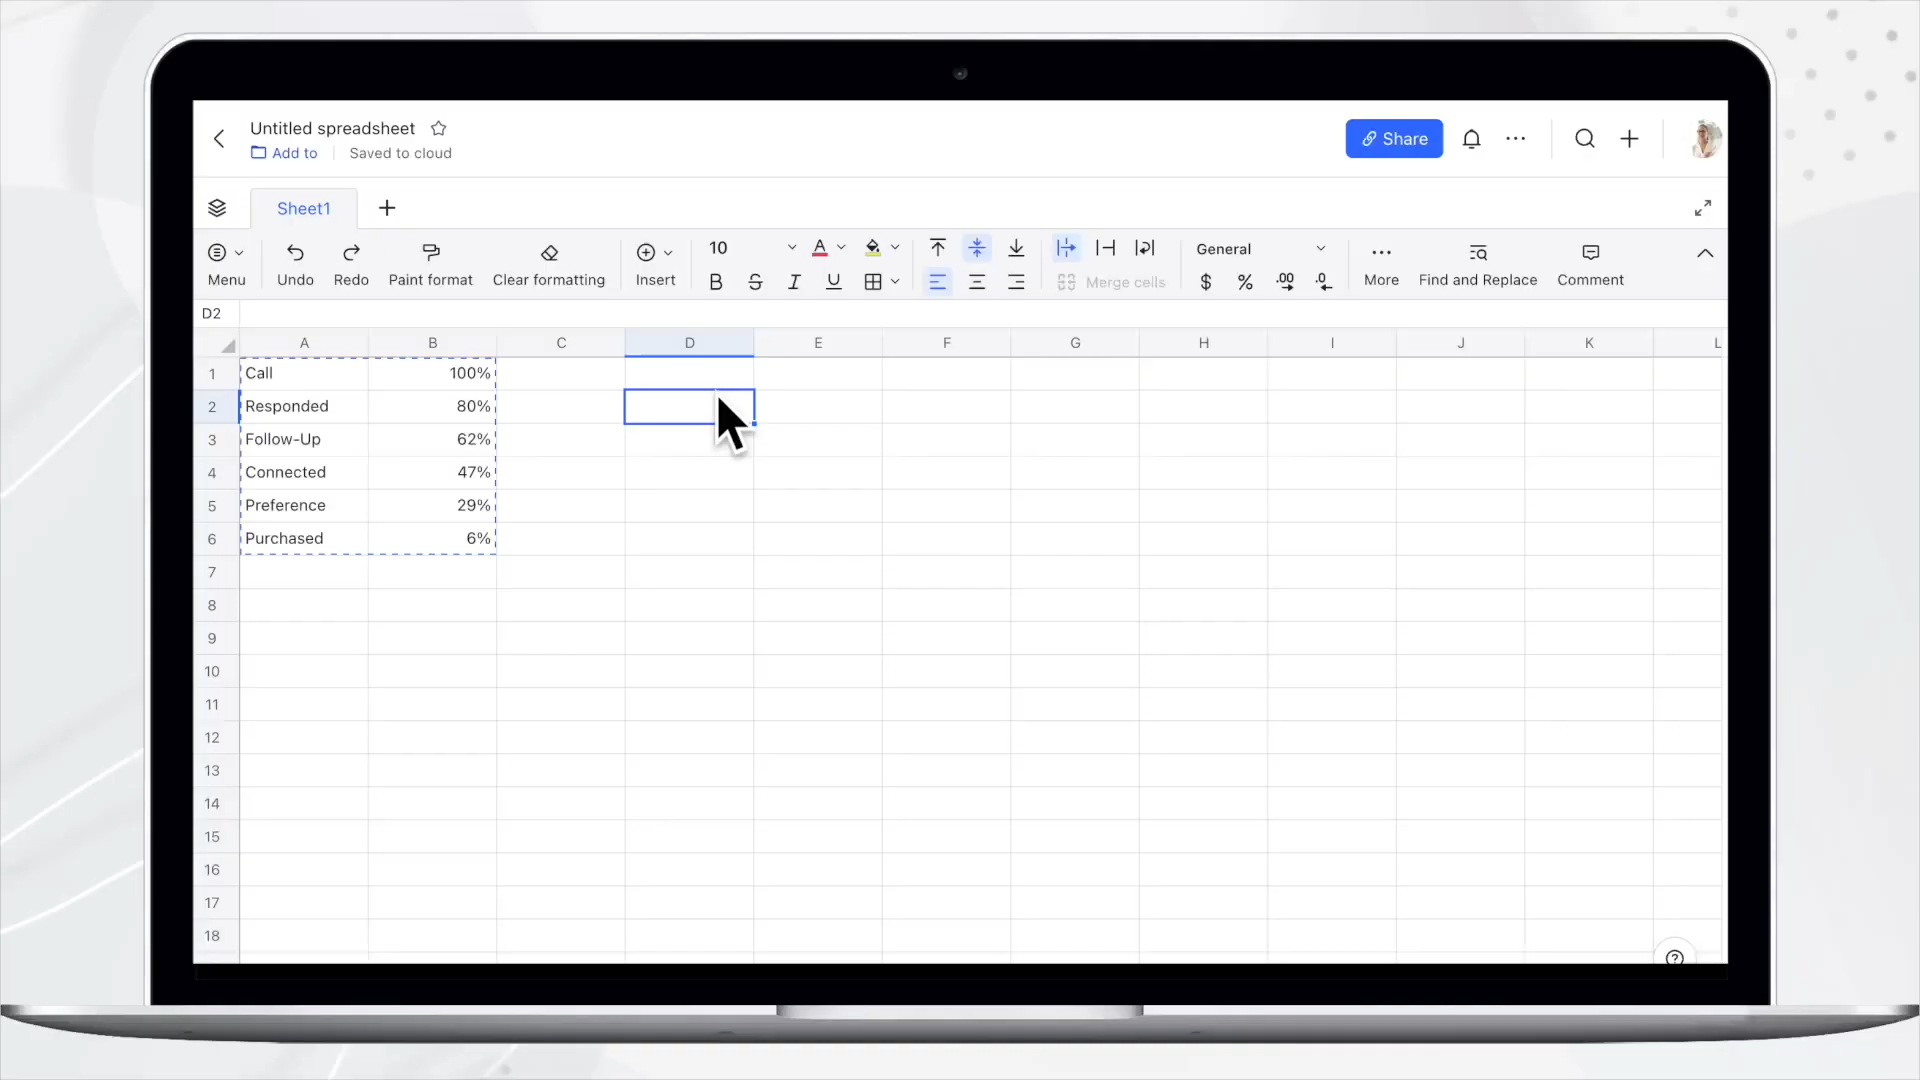 Untitled spreadsheet
Add to
Saved to cloud
Share
Sheet1
10
General
Menu
Undo
Redo
Paint format
Clear formatting
Insert
B S I U
Merge cells
$ % .00 .0
More
Find and Replace
Comment
D2
A B C D E F G H I J K L
1 Call 100%
2 Responded 80%
3 Follow-Up 62%
4 Connected 47%
5 Preference 29%
6 Purchased 6%
7
8
9
10
11
12
13
14
15
16
17
18